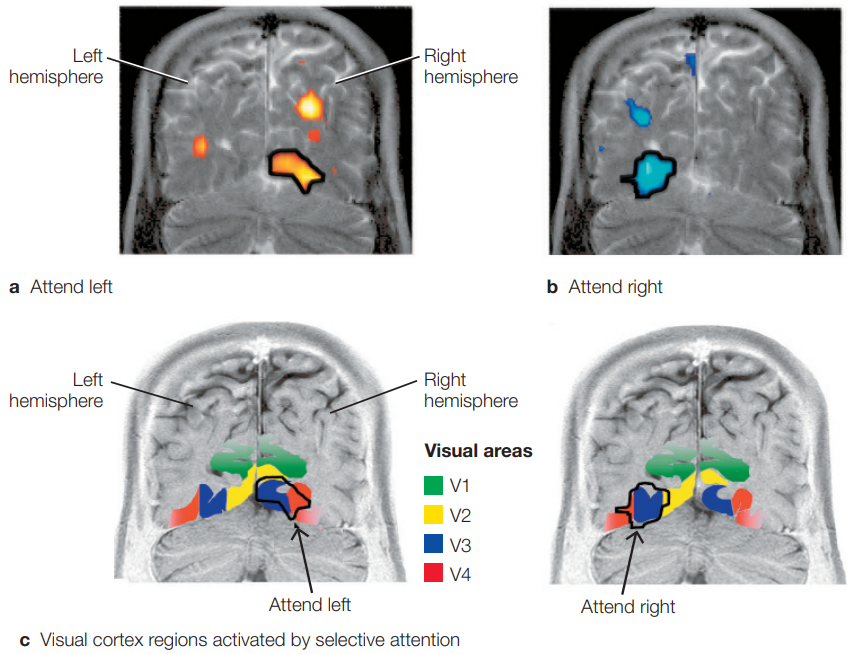 Left
hemisphere
Right
hemisphere
a Attend left
b Attend right
Left
hemisphere
Right
hemisphere
Visual areas
V1
V2
V3
V4
Attend left
Attend right
c Visual cortex regions activated by selective attention